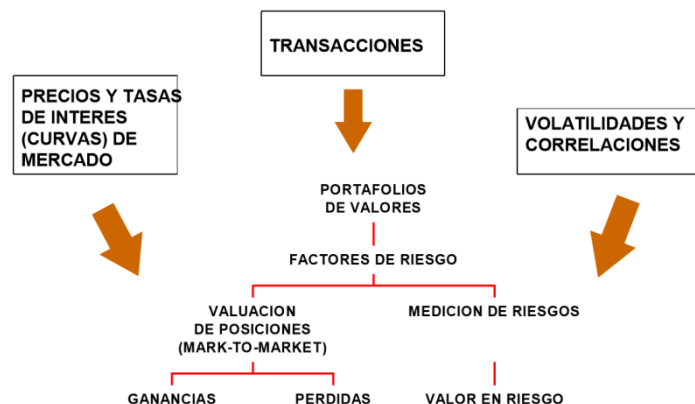 TRANSACCIONES
PRECIOS Y TASAS
DE INTERES
(CURVAS) DE
MERCADO
VOLATILIDADES Y
CORRELACIONES
PORTAFOLIOS
DE VALORES
FACTORES DE RIESGO
VALUACION
DE POSICIONES
(MARK-TO-MARKET)
MEDICION DE RIESGOS
GANANCIAS
PERDIDAS
VALOR EN RIESGO